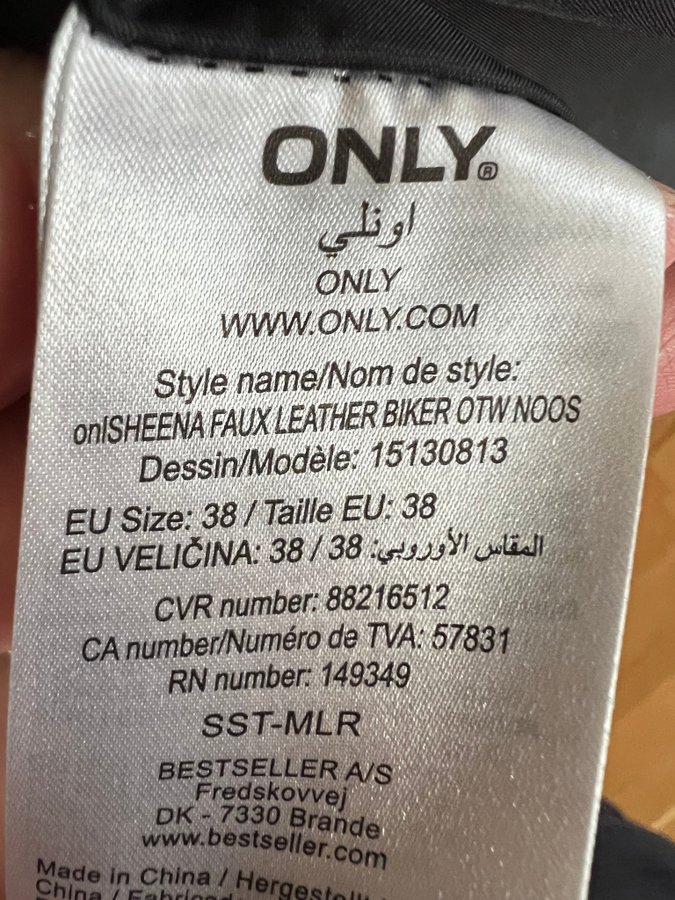 ONLY®
اونلي
ONLY
WWW.ONLY.COM
Style name/Nom de style:
onlSHEENA FAUX LEATHER BIKER OTW NOOS
Dessin/Modèle: 15130813
EU Size: 38 / Taille EU: 38
EU VELIČINA: 38 / 38 :المقاس الأوروبي
CVR number: 88216512
CA number/Numéro de TVA: 57831
RN number: 149349
SST-MLR
BESTSELLER A/S
Fredskovvej
DK - 7330 Brande
www.bestseller.com
Made in China /
China /